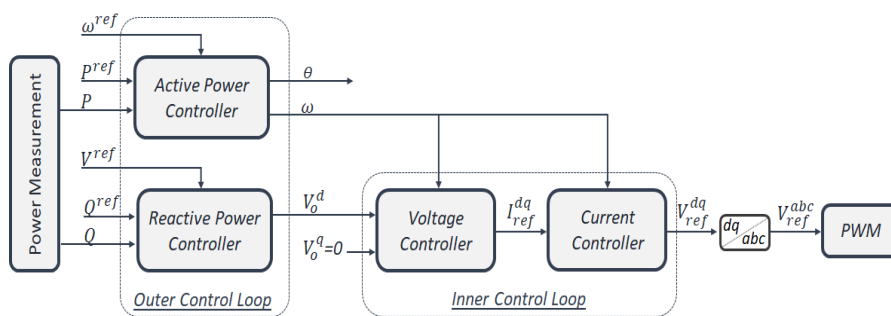 ω^ref
P^ref
P
Active Power
Controller
θ
ω
Power Measurement
V^ref
Q^ref
Q
Reactive Power
Controller
V_o^d
V_o^q=0
Outer Control Loop
Voltage
Controller
I_ref^dq
Current
Controller
Inner Control Loop
V_ref^dq
dq
abc
V_ref^abc
PWM